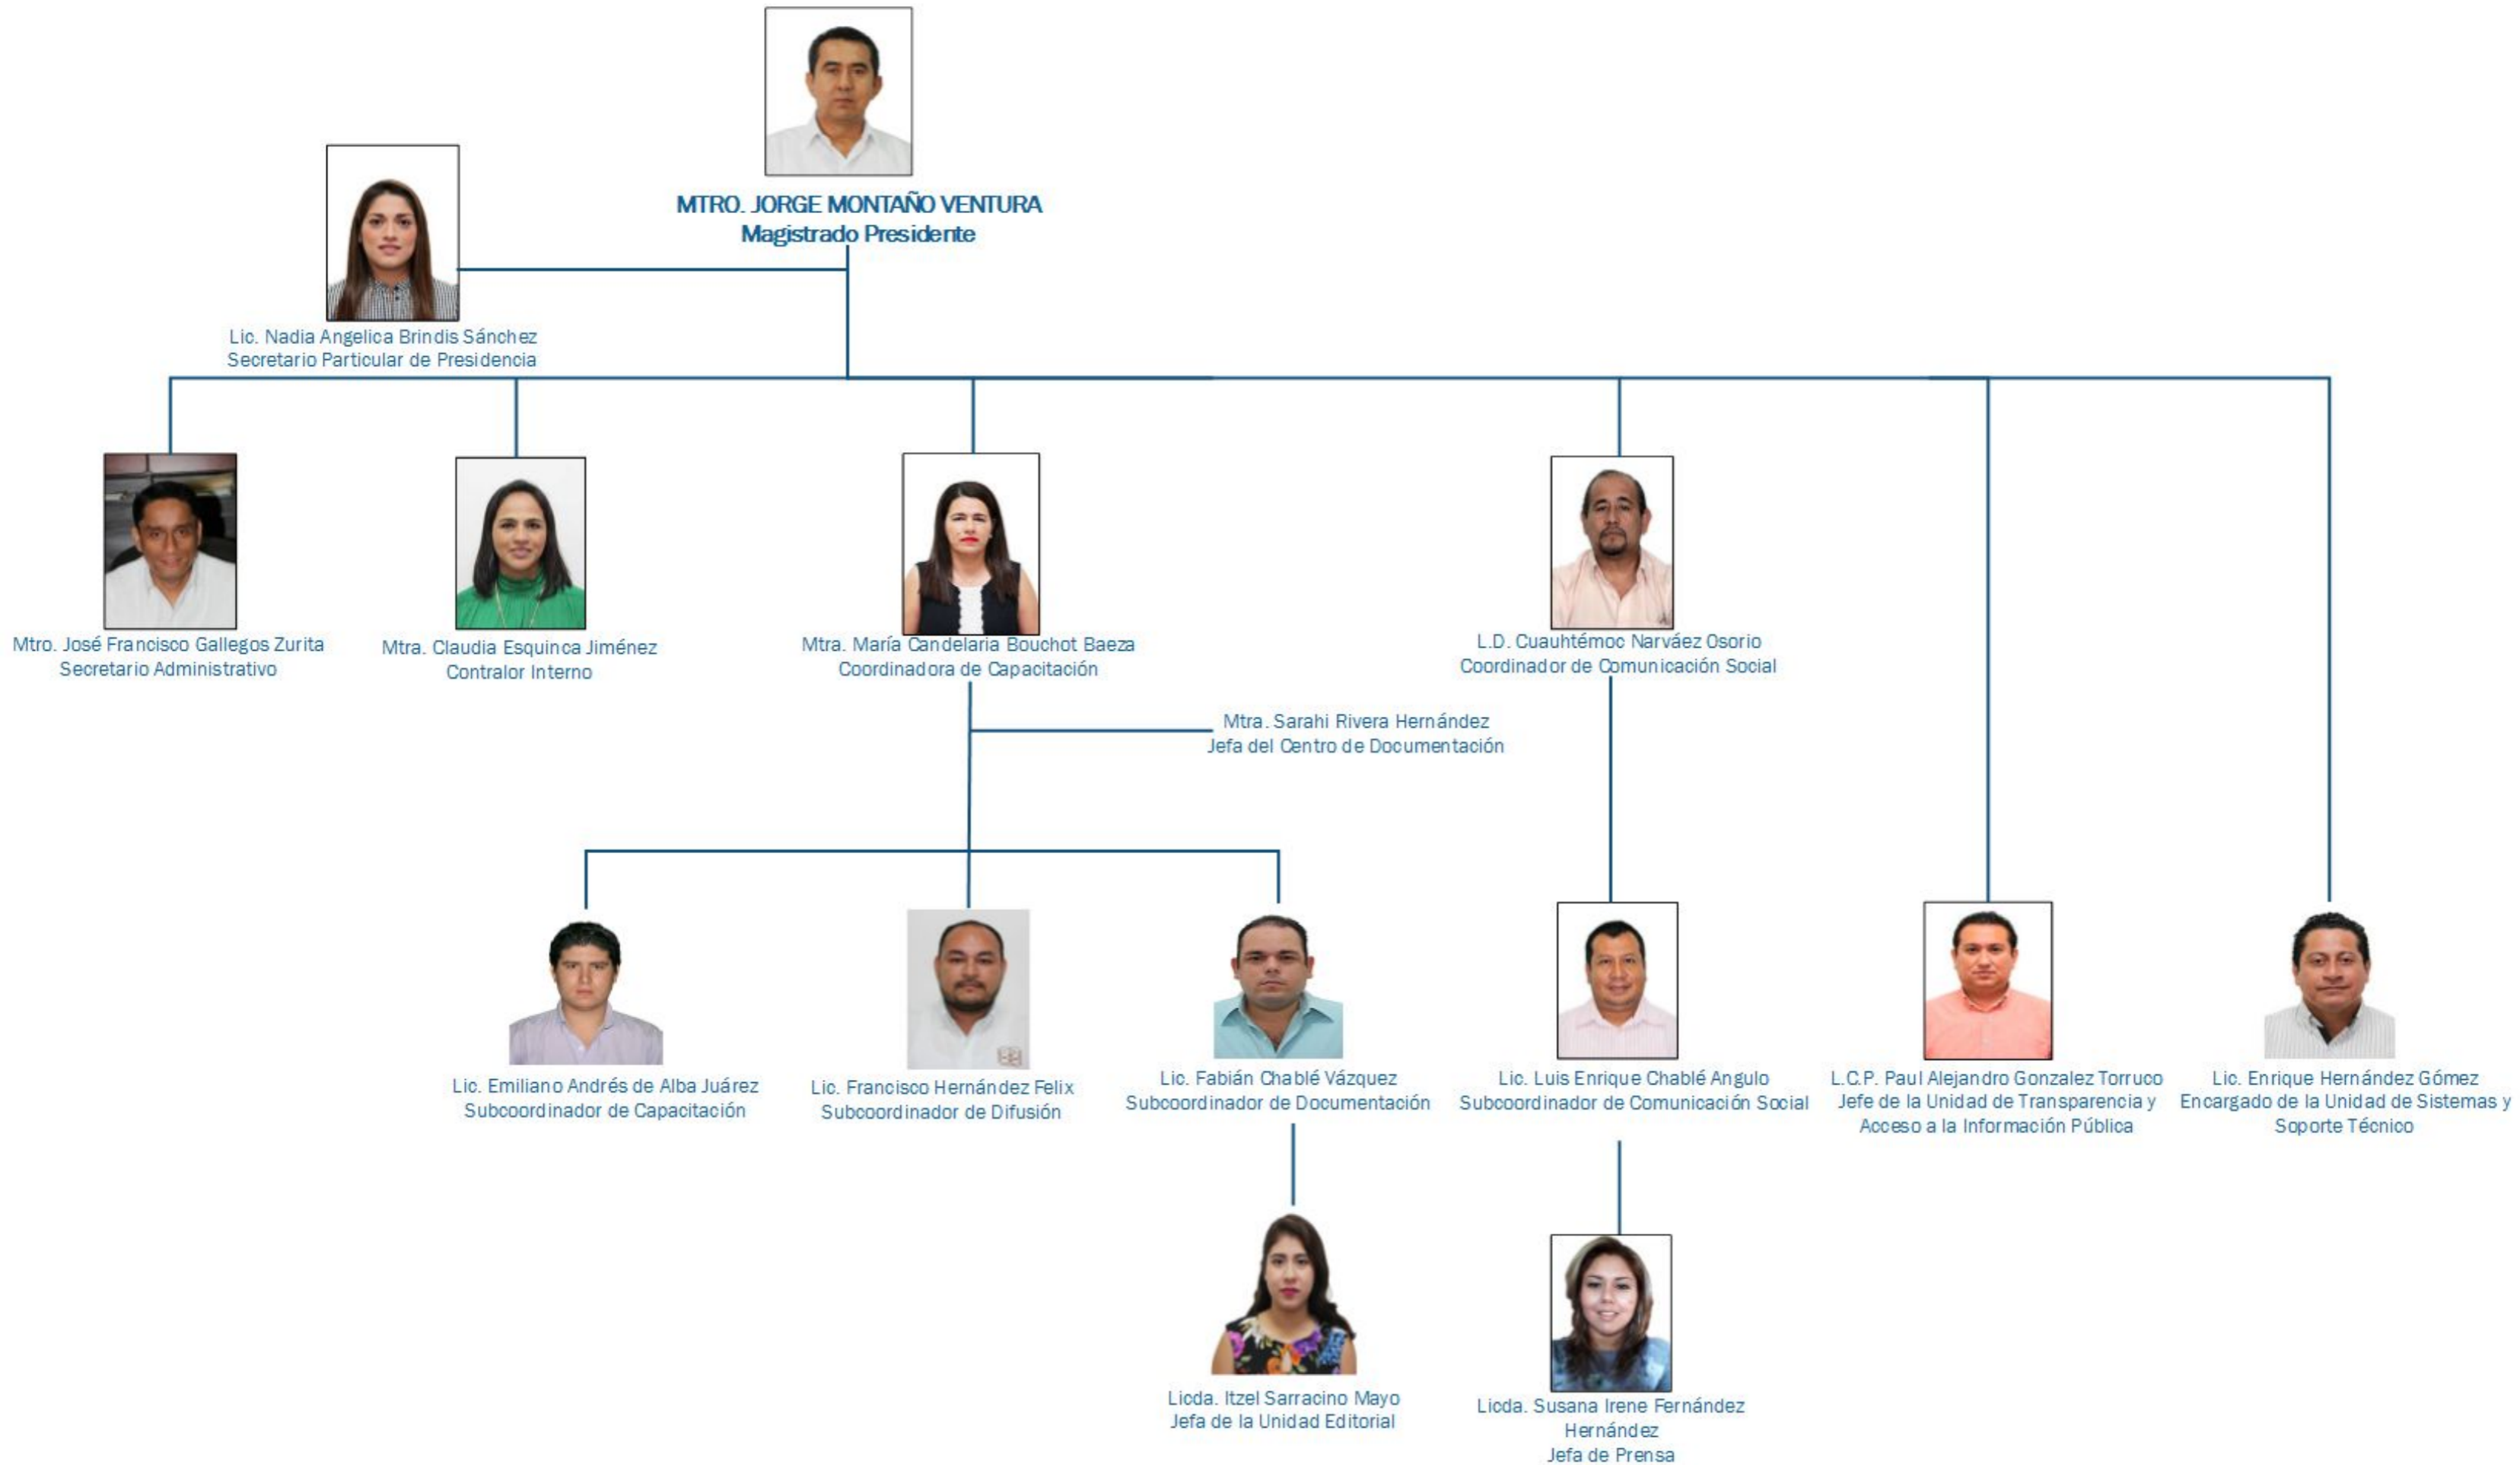 MTRO. JORGE MONTAÑO VENTURA
Magistrado Presidente
Lic. Nadia Angelica Brindis Sánchez
Secretario Particular de Presidencia
Mtro. José Francisco Gallegos Zurita
Secretario Administrativo
Mtra. Claudia Esquinca Jiménez
Contralor Interno
Mtra. María Candelaria Bouchot Baeza
Coordinadora de Capacitación
L.D. Cuauhtémoc Narváez Osorio
Coordinador de Comunicación Social
Mtra. Sarahi Rivera Hernández
Jefa del Centro de Documentación
Lic. Emiliano Andrés de Alba Juárez
Subcoordinador de Capacitación
Lic. Francisco Hernández Felix
Subcoordinador de Difusión
Lic. Fabián Chablé Vázquez
Subcoordinador de Documentación
Lic. Luis Enrique Chablé Angulo
Subcoordinador de Comunicación Social
L.C.P. Paul Alejandro Gonzalez Torruco
Jefe de la Unidad de Transparencia y
Acceso a la Información Pública
Lic. Enrique Hernández Gómez
Encargado de la Unidad de Sistemas y
Soporte Técnico
Licda. Itzel Sarracino Mayo
Jefa de la Unidad Editorial
Licda. Susana Irene Fernández
Hernández
Jefa de Prensa